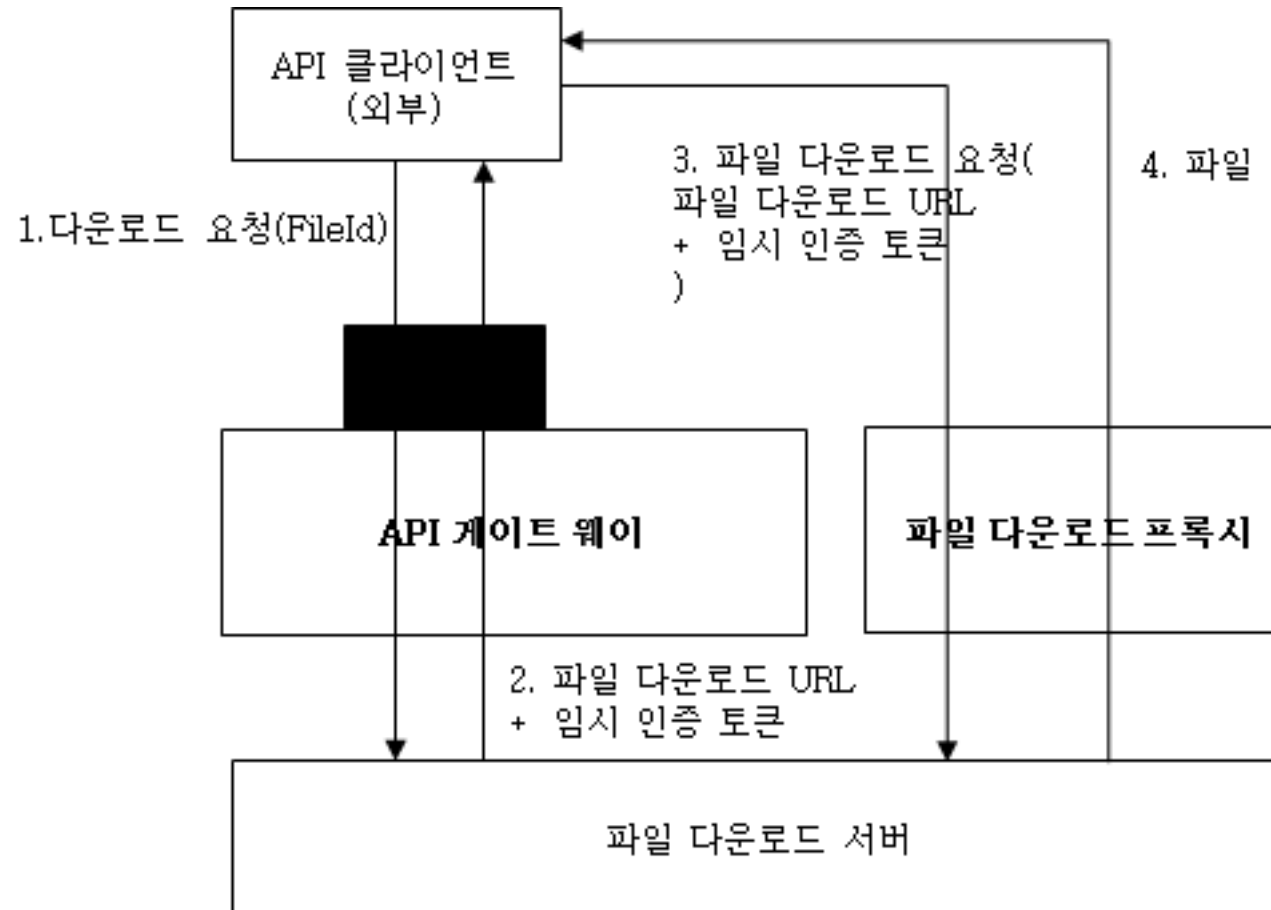 API 클라이언트
(외부)
1.다운로드 요청(FileId)
3. 파일 다운로드 요청(
파일 다운로드 URL
+ 임시 인증 토큰
)
4. 파일
API 게이트 웨이
파일 다운로드 프록시
2. 파일 다운로드 URL
+ 임시 인증 토큰
파일 다운로드 서버